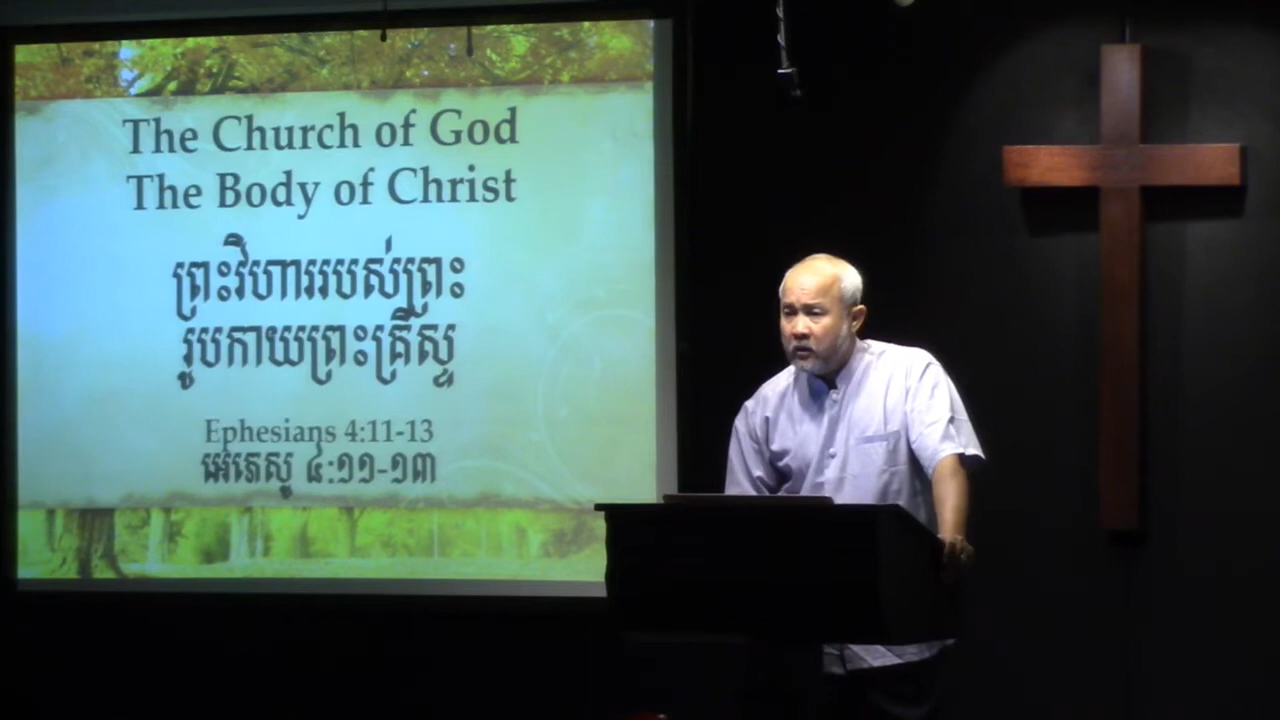 The Church of God
The Body of Christ
ព្រះវិហាររបស់ព្រះ
រូបកាយព្រះគ្រីស្ទ
Ephesians 4:11-13
អេភេសូ ៤:១១-១៣